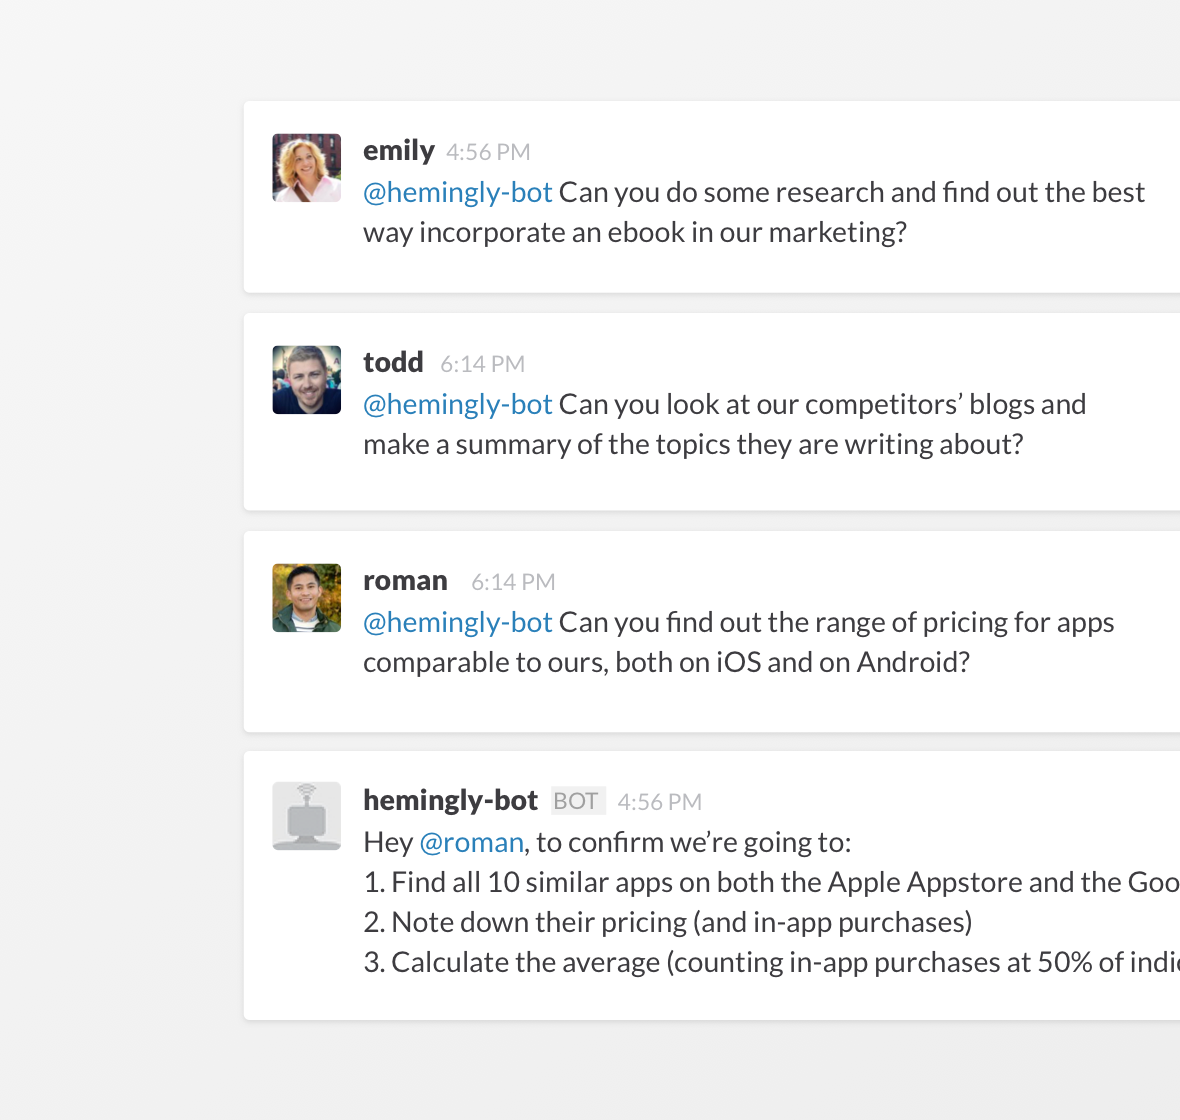 emily 4:56 PM
@hemingly-bot Can you do some research and find out the best
way incorporate an ebook in our marketing?
todd 6:14 PM
@hemingly-bot Can you look at our competitors’ blogs and
make a summary of the topics they are writing about?
roman 6:14 PM
@hemingly-bot Can you find out the range of pricing for apps
comparable to ours, both on iOS and on Android?
hemingly-bot BOT 4:56 PM
Hey @roman, to confirm we’re going to:
1. Find all 10 similar apps on both the Apple Appstore and the
2. Note down their pricing (and in-app purchases)
3. Calculate the average (counting in-app purchases at 50% of